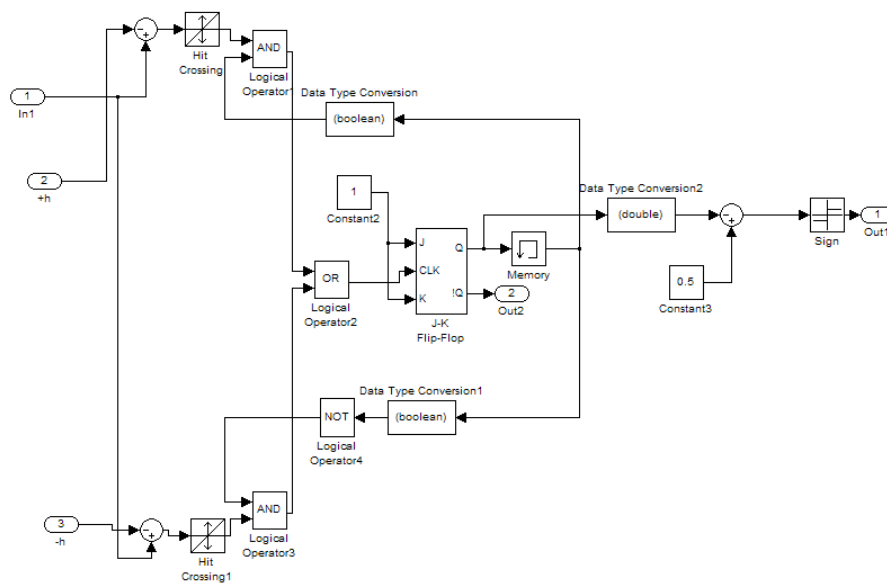 Hit
Crossing
AND
Logical
Operator1
1
In1
Data Type Conversion
(boolean)
2
+h
1
Constant2
Data Type Conversion2
(double)
Sign
1
Out1
J
Q
CLK
K
!Q
J-K
Flip-Flop
Memory
2
Out2
OR
Logical
Operator2
0.5
Constant3
Data Type Conversion1
(boolean)
NOT
Logical
Operator4
3
-h
Hit
Crossing1
AND
Logical
Operator3